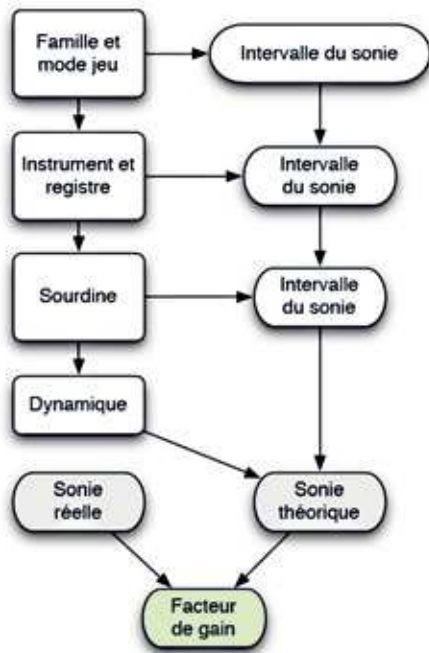 Famille et
mode jeu
Intervalle du sonie
Instrument et
registre
Intervalle
du sonie
Sourdine
Intervalle
du sonie
Dynamique
Sonie
réelle
Sonie
théorique
Facteur
de gain